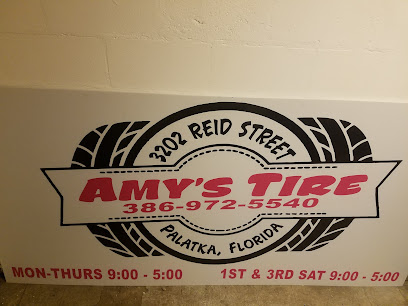 3202 REID STREET
AMY'S TIRE
386-972-5540
PALATKA, FLORIDA
MON-THURS 9:00 - 5:00
1ST & 3RD SAT 9:00 - 5:00